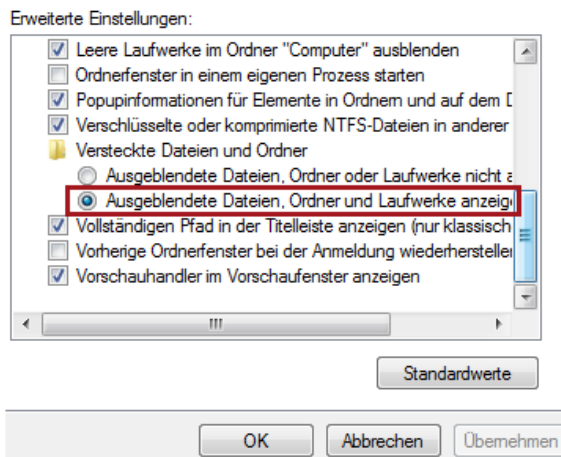 Erweiterte Einstellungen:
Leere Laufwerke im Ordner "Computer" ausblenden
Ordnerfenster in einem eigenen Prozess starten
Popupinformationen für Elemente in Ordnern und auf dem
Verschlüsselte oder komprimierte NTFS-Dateien in anderer
Versteckte Dateien und Ordner
Ausgeblendete Dateien, Ordner oder Laufwerke nicht
Ausgeblendete Dateien, Ordner und Laufwerke anzeig
Vollständigen Pfad in der Titelleiste anzeigen (nur klassisch
Vorherige Ordnerfenster bei der Anmeldung wiederhersteller
Vorschauhandler im Vorschaufenster anzeigen
Standardwerte
OK Abbrechen Übernehmen